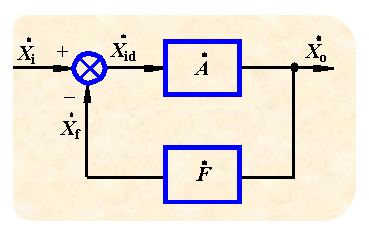 Ẋi + Ẋid Ȧ Ẋo
−
Ẋf
Ḟ